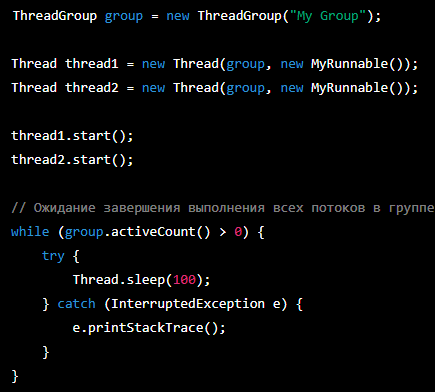 ThreadGroup group = new ThreadGroup("My Group");
Thread thread1 = new Thread(group, new MyRunnable());
Thread thread2 = new Thread(group, new MyRunnable());
thread1.start();
thread2.start();
// Ожидание завершения выполнения всех потоков в группе
while (group.activeCount() > 0) {
try {
Thread.sleep(100);
} catch (InterruptedException e) {
e.printStackTrace();
}
}